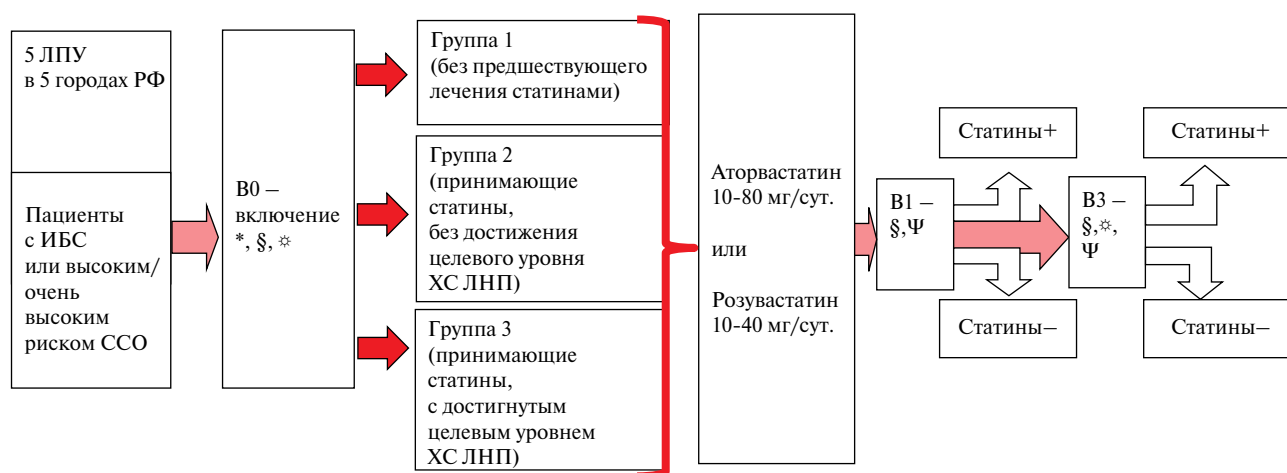 5 ЛПУ
в 5 городах РФ
Пациенты
с ИБС
или высоким/
очень
высоким
риском ССО
В0 –
включение
*, §, ☼
Группа 1
(без предшествующего
лечения статинами)
Группа 2
(принимающие
статины,
без достижения
целевого уровня
ХС ЛНП)
Группа 3
(принимающие
статины,
с достигнутым
целевым уровнем
ХС ЛНП)
Аторвастатин
10-80 мг/сут.
или
Розувастатин
10-40 мг/сут.
В1 –
§,Ψ
Статины+
Статины–
В3 –
§,☼,
Ψ
Статины+
Статины–